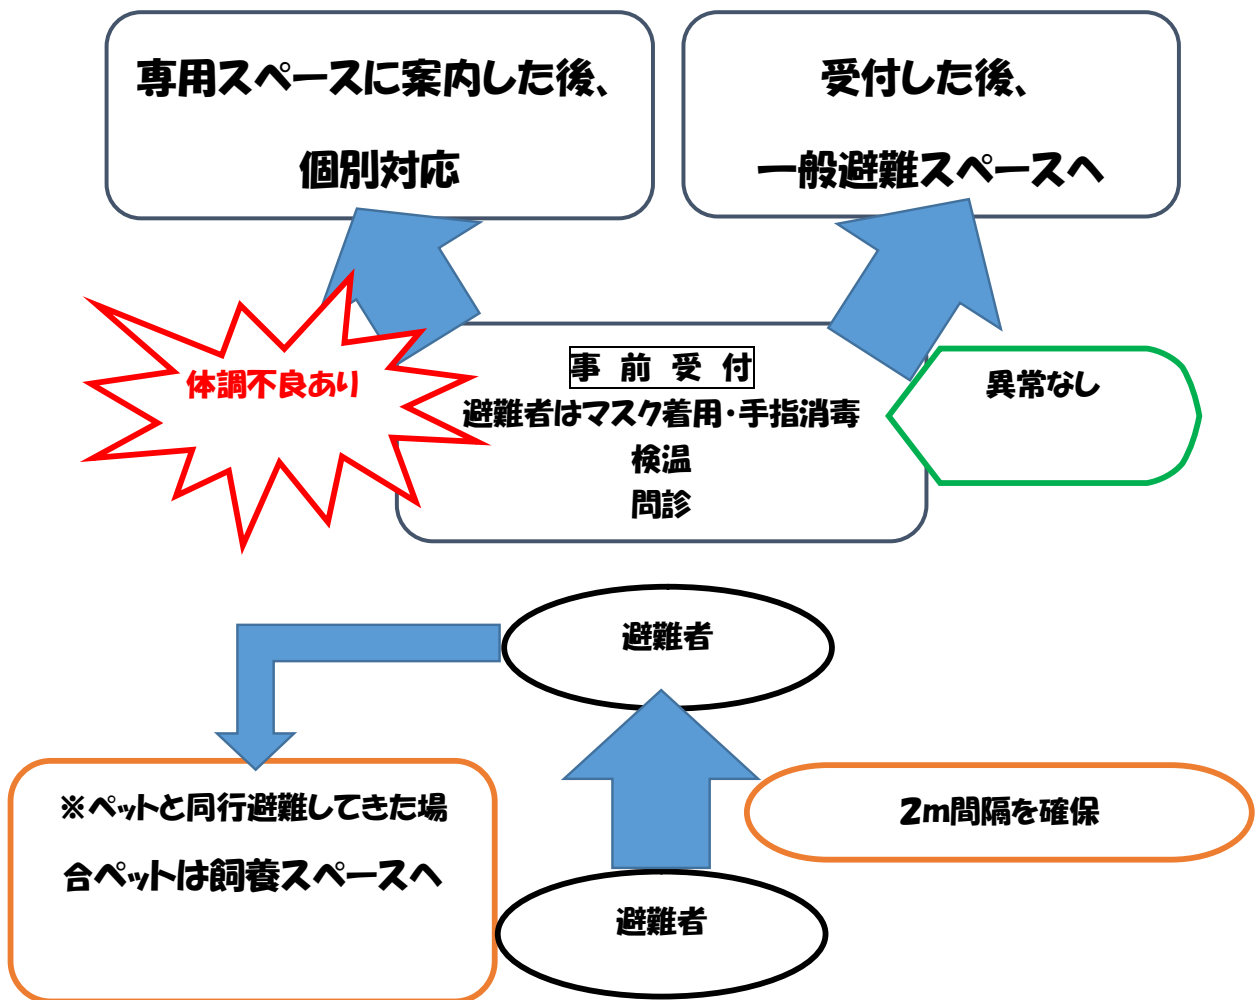 専用スペースに案内した後、
個別対応
受付した後、
一般避難スペースへ
体調不良あり
事 前 受 付
避難者はマスク着用・手指消毒
検温
問診
異常なし
避難者
※ペットと同行避難してきた場
合ペットは飼養スペースへ
2m間隔を確保
避難者